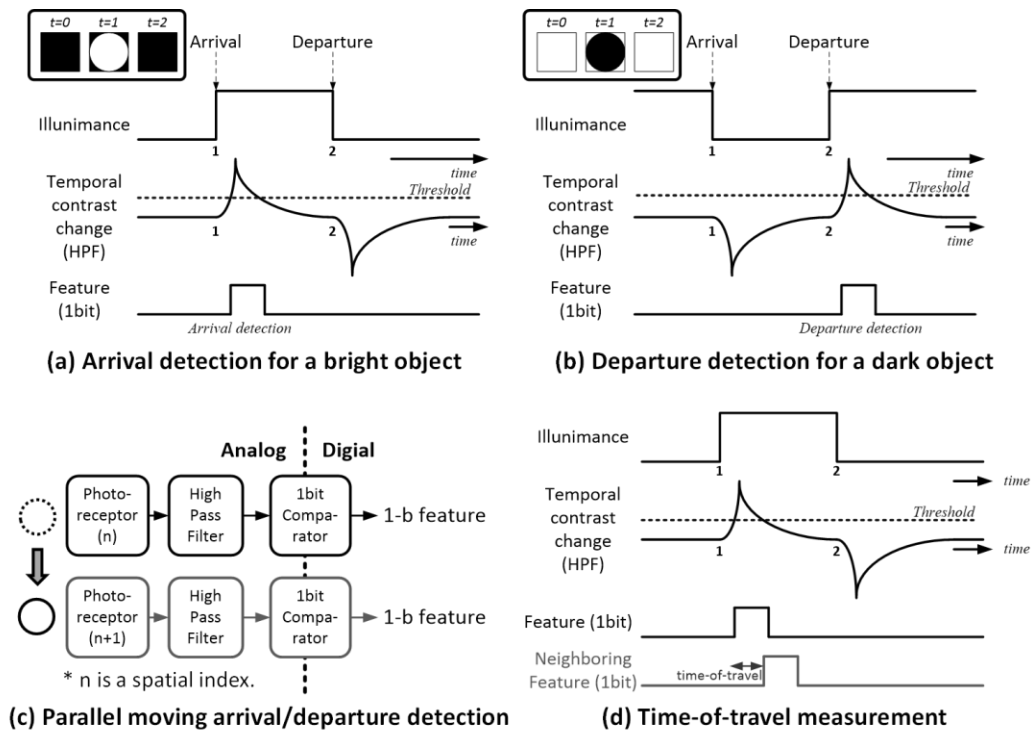 t=0 t=1 t=2
Arrival
Departure
Illunimance
1 2
time
Temporal
contrast
change
(HPF)
Threshold
1 2
time
Feature
(1bit)
Arrival detection
(a) Arrival detection for a bright object
t=0 t=1 t=2
Arrival
Departure
Illunimance
1 2
time
Temporal
contrast
change
(HPF)
Threshold
1 2
time
Feature
(1bit)
Departure detection
(b) Departure detection for a dark object
Analog Digial
Photo-
receptor
(n)
High
Pass
Filter
1bit
Compa-
rator
1-b feature
Photo-
receptor
(n+1)
High
Pass
Filter
1bit
Compa-
rator
1-b feature
* n is a spatial index.
(c) Parallel moving arrival/departure detection
Illunimance
1 2
time
Temporal
contrast
change
(HPF)
Threshold
1 2
time
Feature (1bit)
Neighboring
Feature (1bit)
time-of-travel
(d) Time-of-travel measurement